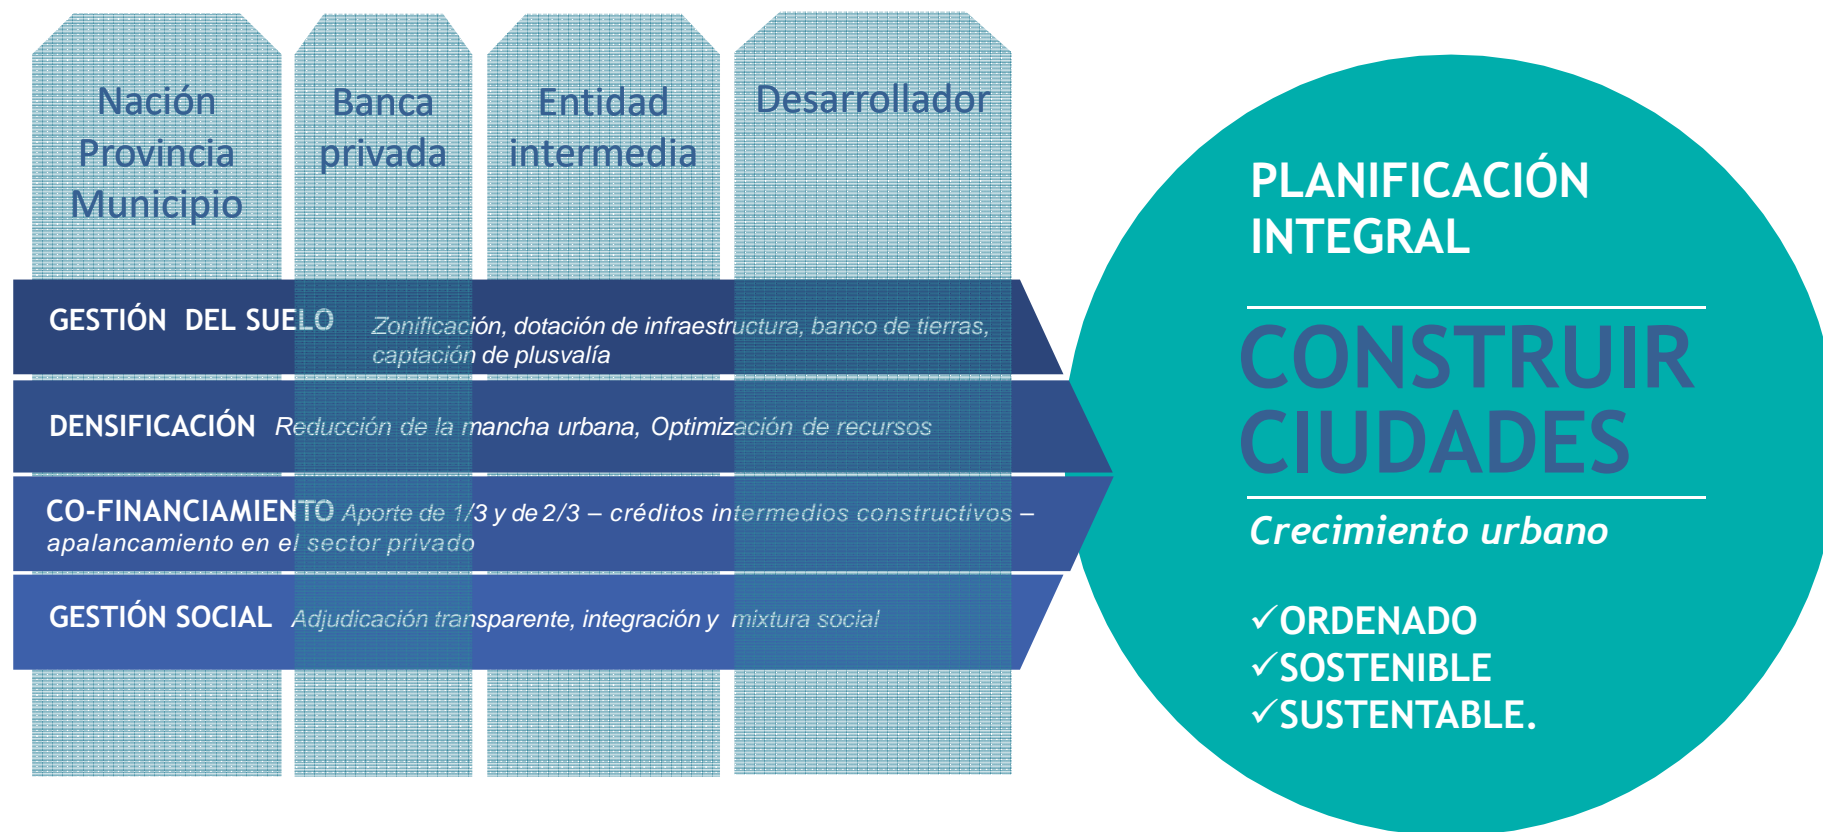 Nación
Provincia
Municipio
Banca
privada
Entidad
intermedia
Desarrollador
GESTIÓN DEL SUELO Zonificación, dotación de infraestructura, banco de tierras,
captación de plusvalía
DENSIFICACIÓN Reducción de la mancha urbana, Optimización de recursos
CO-FINANCIAMIENTO Aporte de 1/3 y de 2/3 – créditos intermedios constructivos –
apalancamiento en el sector privado
GESTIÓN SOCIAL Adjudicación transparente, integración y mixtura social
PLANIFICACIÓN
INTEGRAL
CONSTRUIR
CIUDADES
Crecimiento urbano
✓ORDENADO
✓SOSTENIBLE
✓SUSTENTABLE.